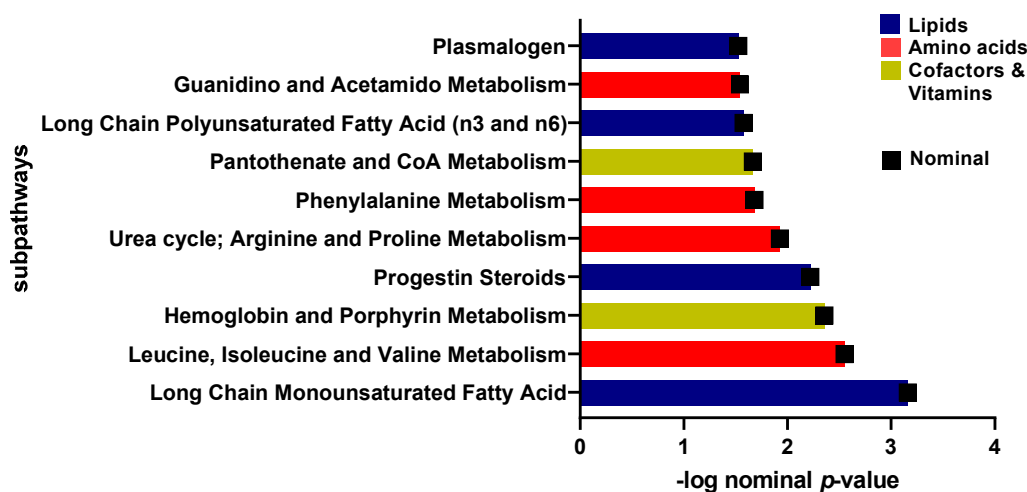 Lipids
Amino acids
Cofactors &
Vitamins
Nominal
subpathways
Plasmalogen
Guanidino and Acetamido Metabolism
Long Chain Polyunsaturated Fatty Acid (n3 and n6)
Pantothenate and CoA Metabolism
Phenylalanine Metabolism
Urea cycle; Arginine and Proline Metabolism
Progestin Steroids
Hemoglobin and Porphyrin Metabolism
Leucine, Isoleucine and Valine Metabolism
Long Chain Monounsaturated Fatty Acid
0 1 2 3 4
-log nominal p-value